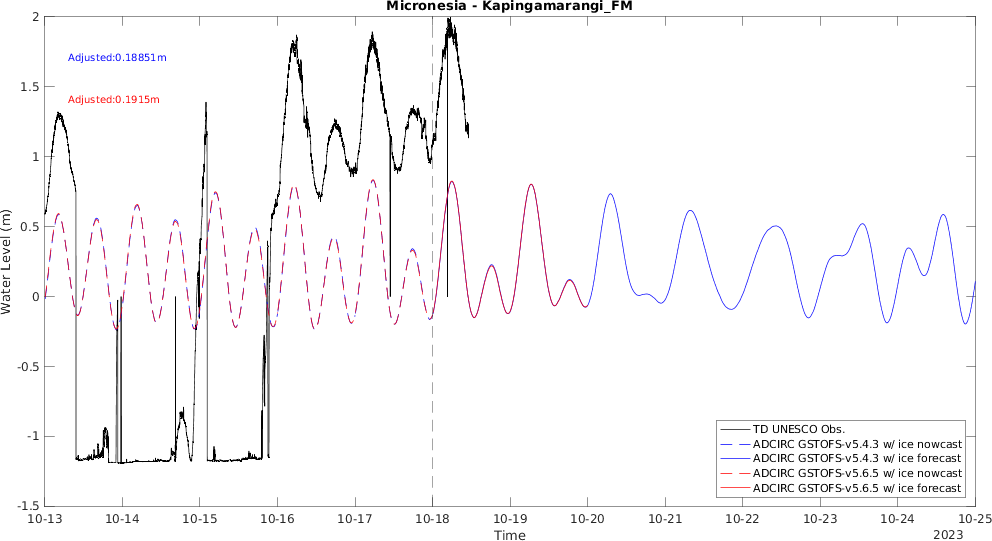 Micronesia - Kapingamarangi_FM
2
Adjusted:0.18851m
1.5
Adjusted:0.1915m
1
0.5
Water Level (m)
0
-0.5
-1
TD UNESCO Obs.
ADCIRC GSTOFS-v5.4.3 w/ ice nowcast
ADCIRC GSTOFS-v5.4.3 w/ ice forecast
ADCIRC GSTOFS-v5.6.5 w/ ice nowcast
ADCIRC GSTOFS-v5.6.5 w/ ice forecast
-1.5
10-13 10-14 10-15 10-16 10-17 10-18 10-19 10-20 10-21 10-22 10-23 10-24 10-25
Time
2023